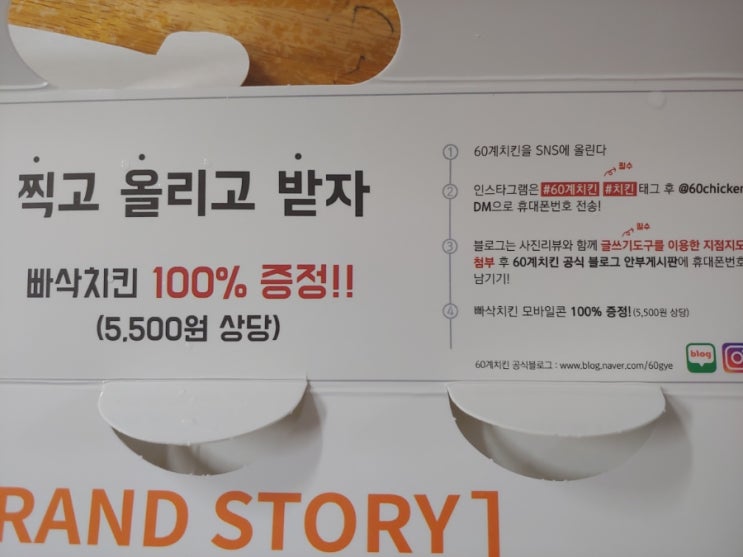 찍고 올리고 받자
빠삭치킨 100% 증정!!
(5,500원 상당)
1 60계치킨을 SNS에 올린다
필수
2 인스타그램은 #60계치킨 #치킨 태그 후 @60chicken
DM으로 휴대폰번호 전송!
필수
3 블로그는 사진리뷰와 함께 글쓰기도구를 이용한 지점지도
첨부 후 60계치킨 공식 블로그 안부게시판에 휴대폰번호
남기기!
4 빠삭치킨 모바일콘 100% 증정! (5,500원 상당)
blog
60계치킨 공식블로그 : www.blog.naver.com/60gye
RAND STORY]